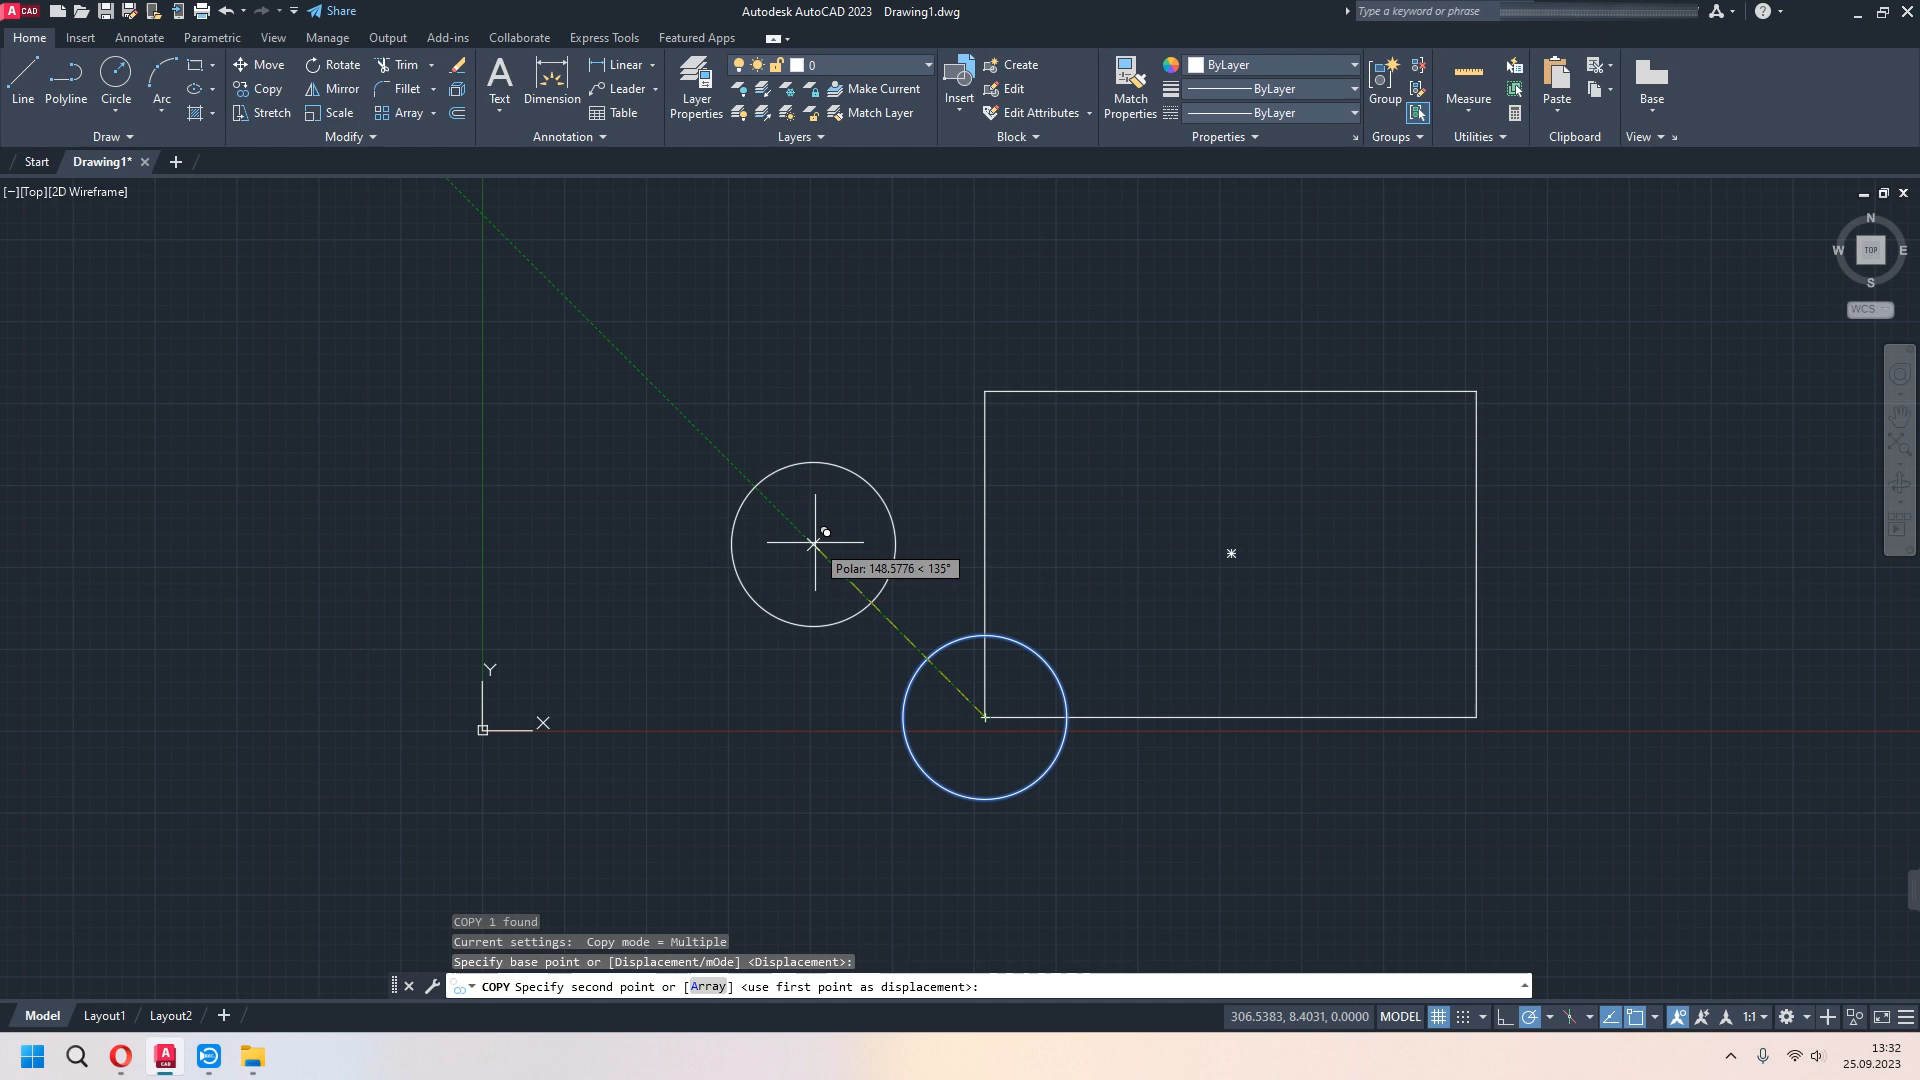 A CAD
Share
Autodesk AutoCAD 2023 Drawing1.dwg
Type a keyword or phrase
Home Insert Annotate Parametric View Manage Output Add-ins Collaborate Express Tools Featured Apps
Move Rotate Trim
Copy Mirror Fillet
Stretch Scale Array
Line Polyline Circle Arc
Text Dimension
Linear
Leader
Table
Layer Properties
0
Make Current
Match Layer
Insert
Create
Edit
Edit Attributes
Match Properties
ByLayer
ByLayer
ByLayer
Group
Measure
Paste
Base
Draw Modify Annotation Layers Block Properties Groups Utilities Clipboard View
Start Drawing1*
[−][Top][2D Wireframe]
N
W TOP E
S
WCS
Polar: 148.5776 < 135°
Y
X
COPY 1 found
Current settings: Copy mode = Multiple
Specify base point or [Displacement/mOde] <Displacement>:
COPY Specify second point or [Array] <use first point as displacement>:
Model Layout1 Layout2
306.5383, 8.4031, 0.0000 MODEL 1:1
A CAD
13:32
25.09.2023